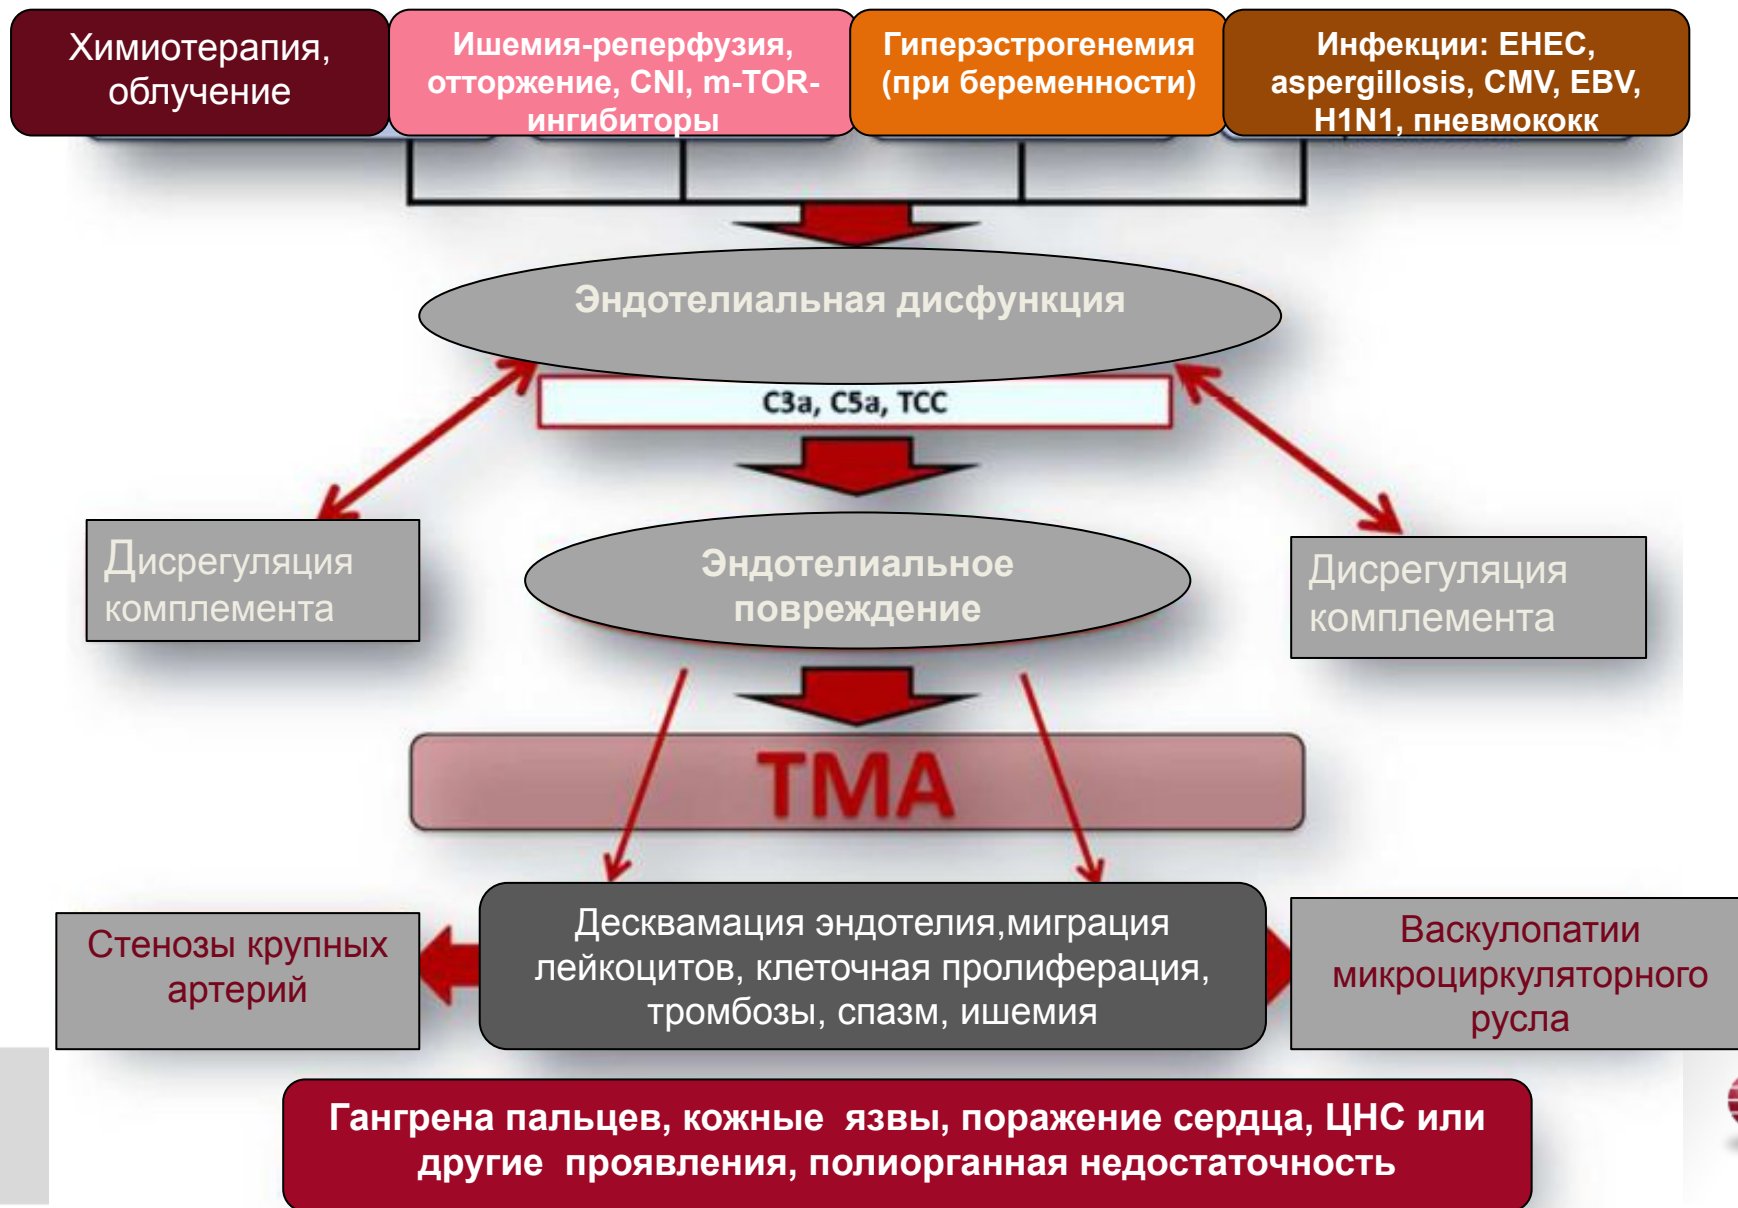 Химиотерапия,
облучение
Ишемия-реперфузия,
отторжение, CNI, m-TOR-
ингибиторы
Гиперэстрогенемия
(при беременности)
Инфекции: EHEC,
aspergillosis, CMV, EBV,
H1N1, пневмококк
Эндотелиальная дисфункция
C3a, C5a, TCC
Дисрегуляция
комплемента
Эндотелиальное
повреждение
Дисрегуляция
комплемента
ТМА
Стенозы крупных
артерий
Десквамация эндотелия,миграция
лейкоцитов, клеточная пролиферация,
тромбозы, спазм, ишемия
Васкулопатии
микроциркуляторного
русла
Гангрена пальцев, кожные  язвы, поражение сердца, ЦНС или
другие  проявления, полиорганная недостаточность